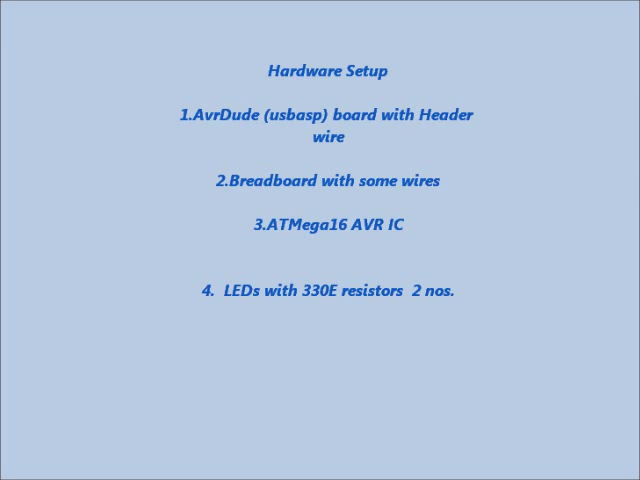 Hardware Setup
1.AvrDude (usbasp) board with Header
wire
2.Breadboard with some wires
3.ATMega16 AVR IC
4.  LEDs with 330E resistors  2 nos.